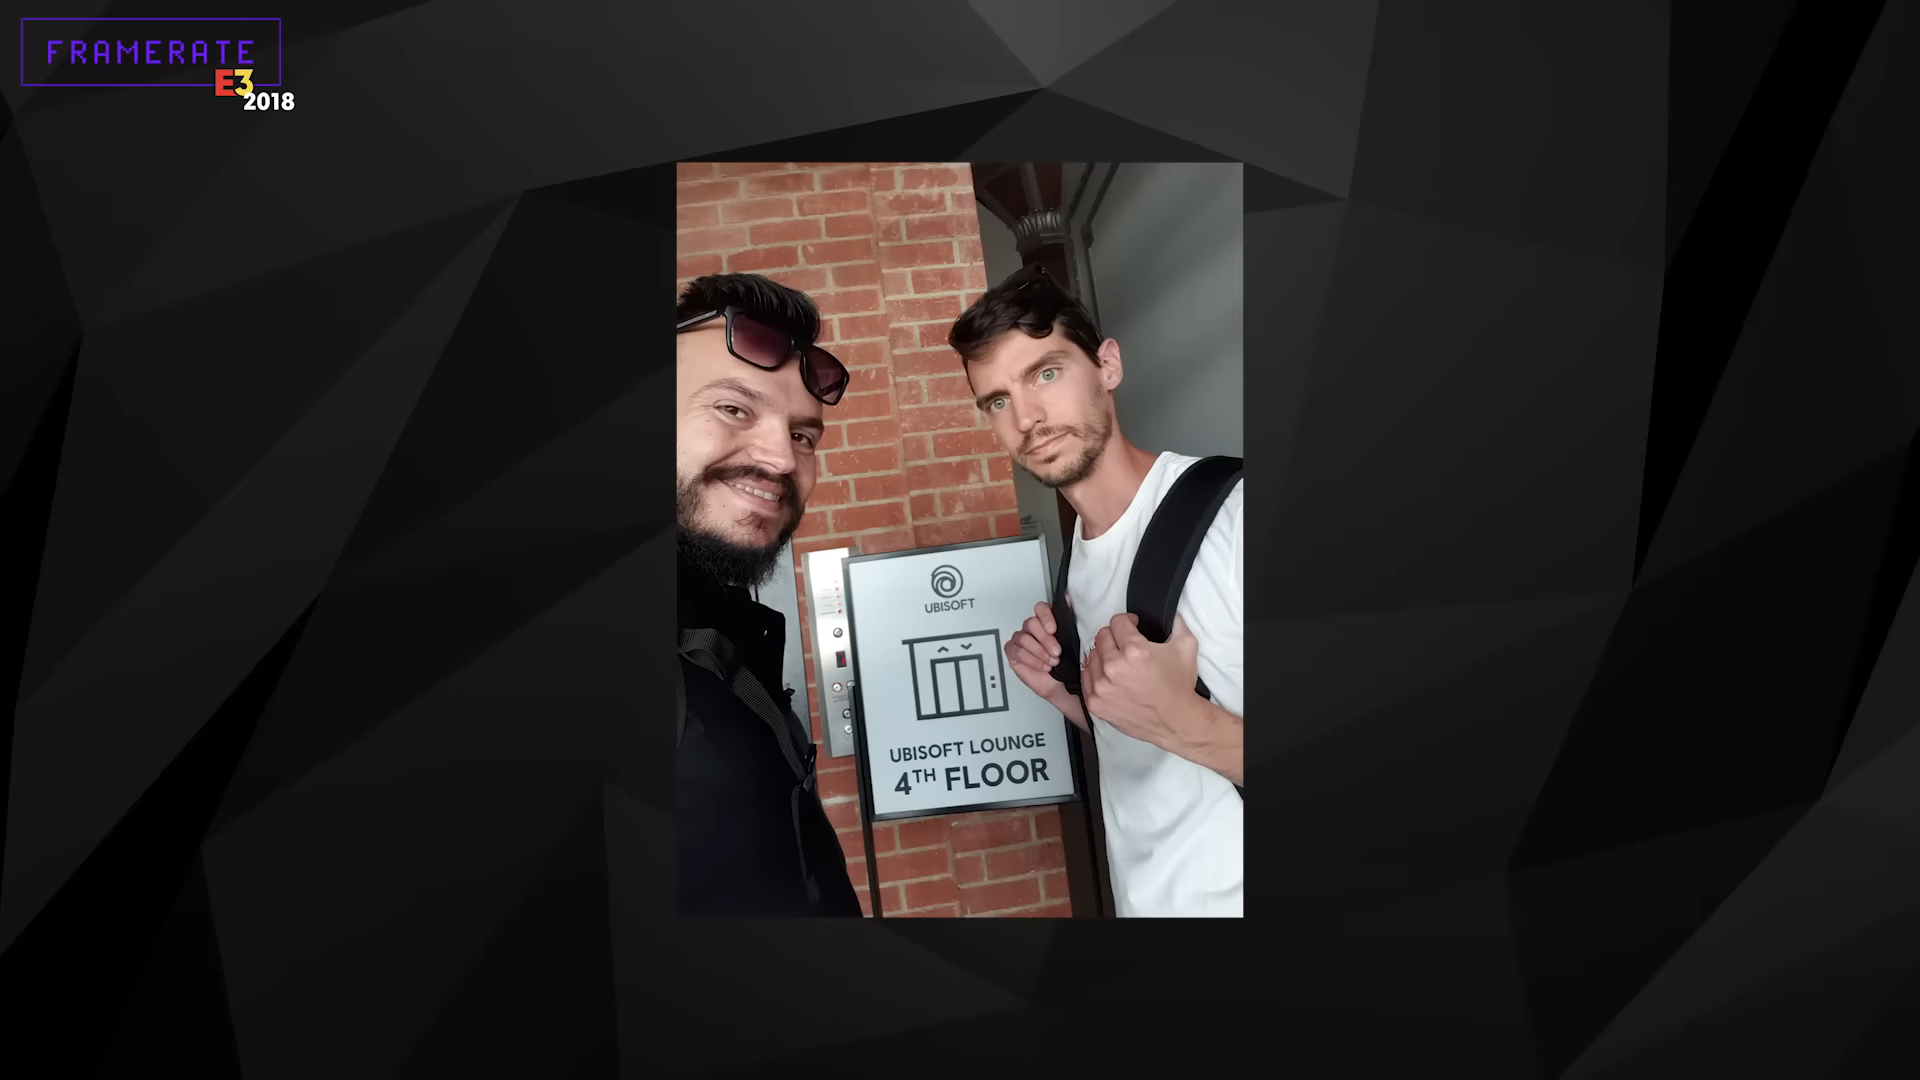 FRAMERATE
E3
2018
UBISOFT
UBISOFT LOUNGE
4TH FLOOR